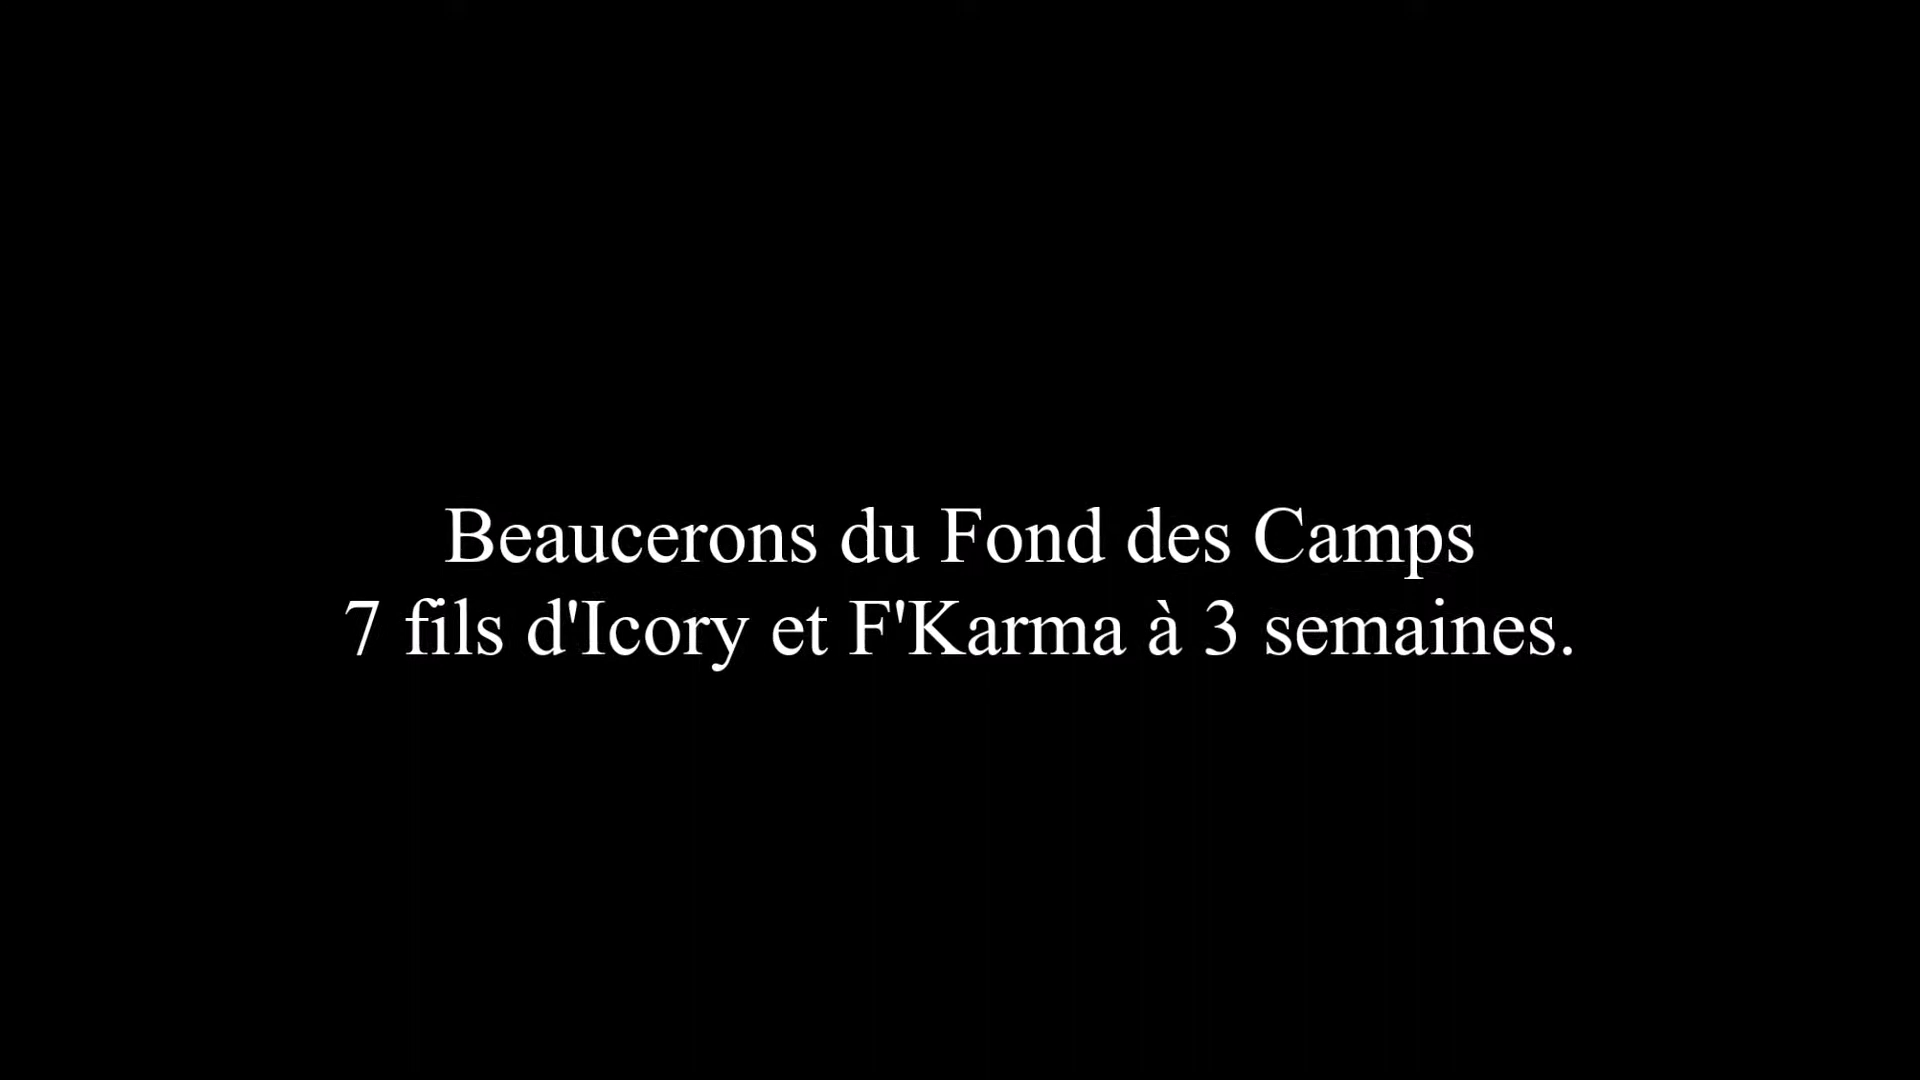 Beaucerons du Fond des Camps
7 fils d'Icory et F'Karma à 3 semaines.